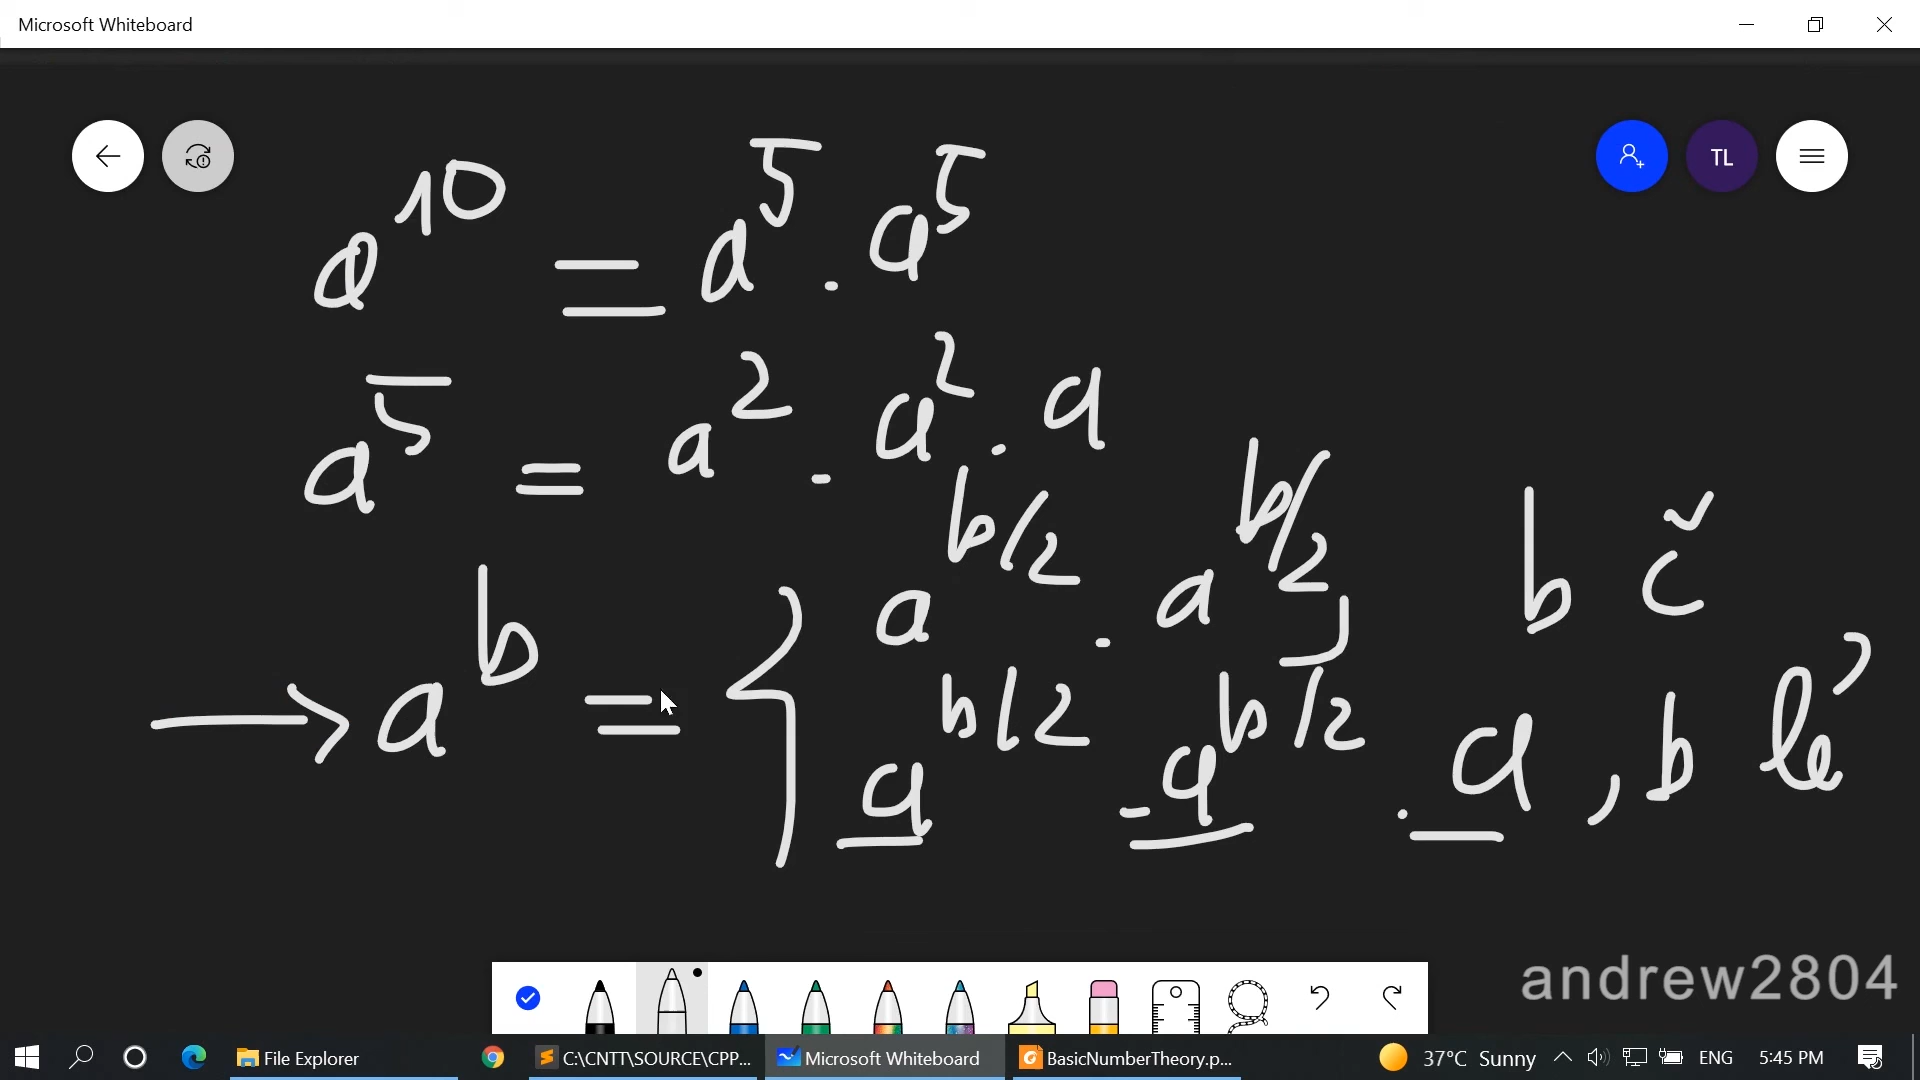 Microsoft Whiteboard
TL
a^10 = a^5 . a^5
a^5 = a^2 . a^2 . a
→ a^b = { a^b/2 . a^b/2, b c̃
a^b/2 . a^b/2 . a, b lẻ
andrew2804
File Explorer
C:\CNTT\SOURCE\CPP...
Microsoft Whiteboard
BasicNumberTheory.p...
37°C Sunny
ENG
5:45 PM